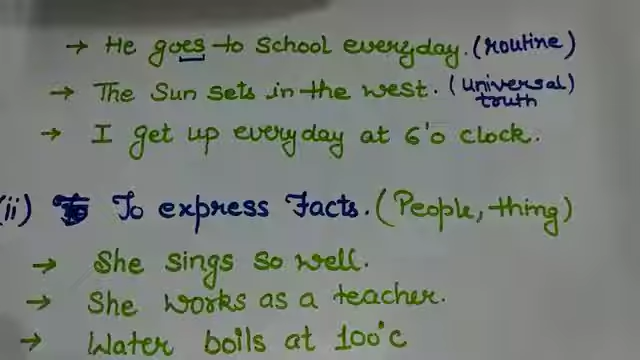 → He goes to school everyday. (routine)
→ The Sun sets in the west. (universal truth)
→ I get up everyday at 6'o clock.
(ii) To express Facts. (People, thing)
→ She sings so well.
→ She works as a teacher.
→ Water boils at 100°c